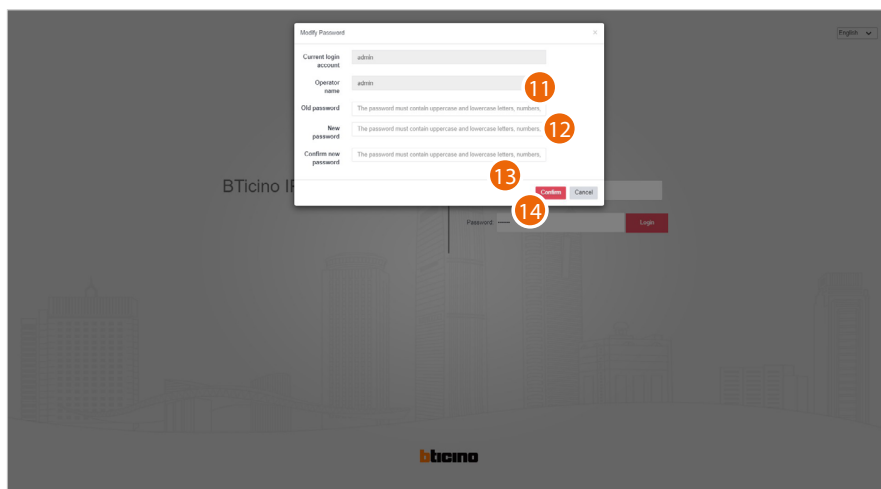 Modify Password ×
English
Current login account
admin
Operator name
admin
11
Old password
The password must contain uppercase and lowercase letters, numbers,
New password
The password must contain uppercase and lowercase letters, numbers,
12
Confirm new password
The password must contain uppercase and lowercase letters, numbers,
13
Confirm Cancel
BTicino IP
14
Password:
Login
bticino